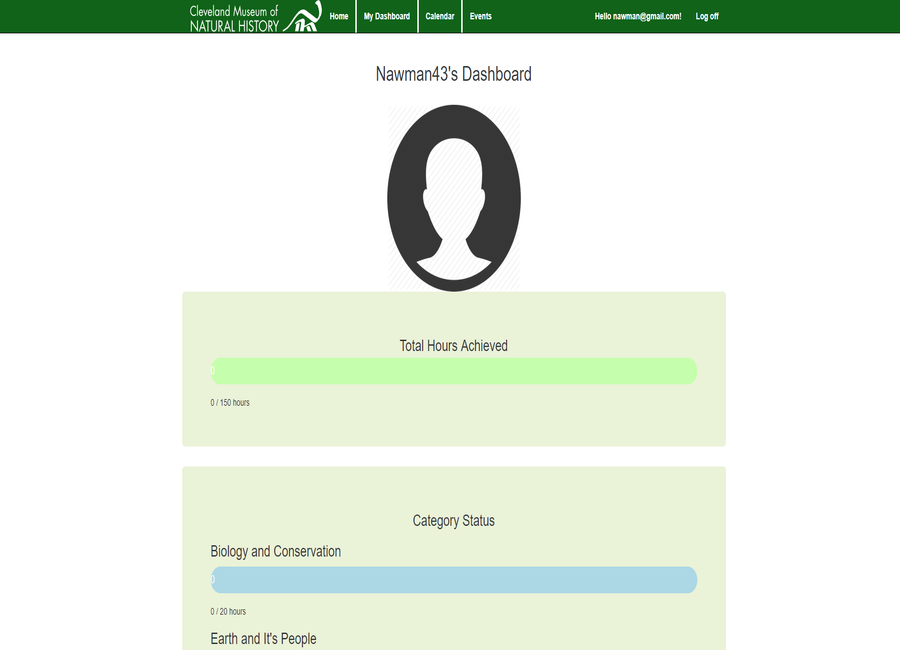 Cleveland Museum of
NATURAL HISTORY
Home My Dashboard Calendar Events Hello nawman@gmail.com! Log off
Nawman43's Dashboard
Total Hours Achieved
0
0 / 150 hours
Category Status
Biology and Conservation
0
0 / 20 hours
Earth and It's People